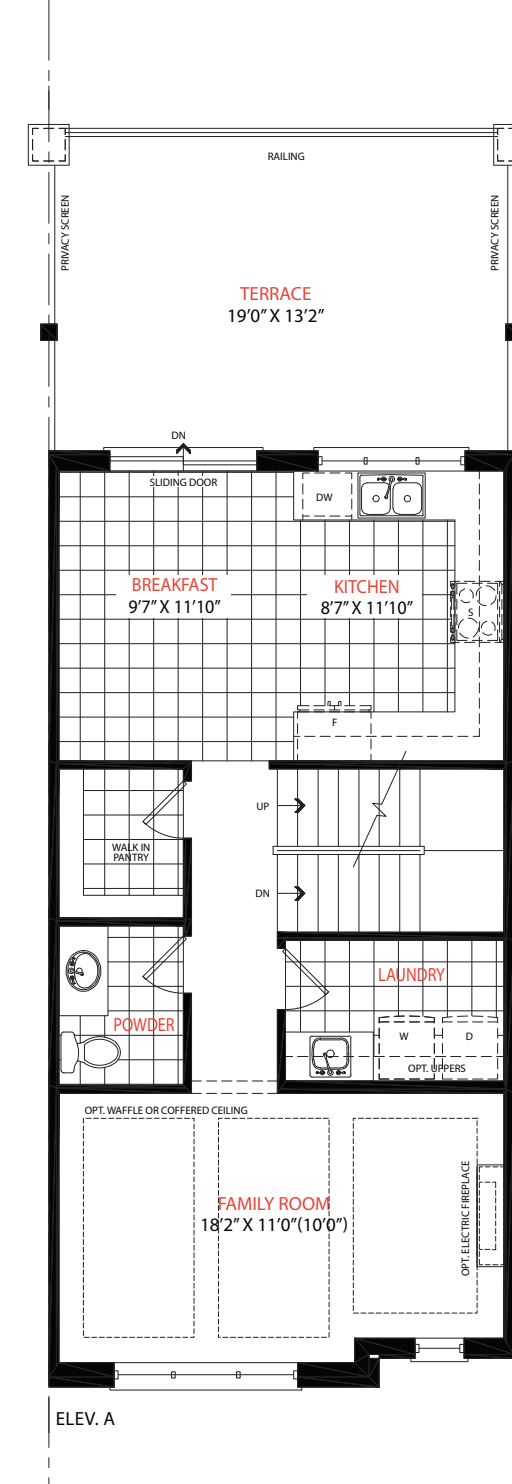 RAILING
PRIVACY SCREEN
PRIVACY SCREEN
TERRACE
19'0" X 13'2"
DN
SLIDING DOOR
DW
BREAKFAST
9'7" X 11'10"
KITCHEN
8'7" X 11'10"
S
F
UP
WALK IN
PANTRY
DN
LAUNDRY
POWDER
W
D
OPT. UPPERS
OPT. WAFFLE OR COFFERED CEILING
FAMILY ROOM
18'2" X 11'0"(10'0")
OPT. ELECTRIC FIREPLACE
ELEV. A